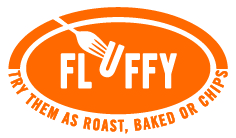 FLUFFY
TRY THEM AS ROAST, BAKED OR CHIPS